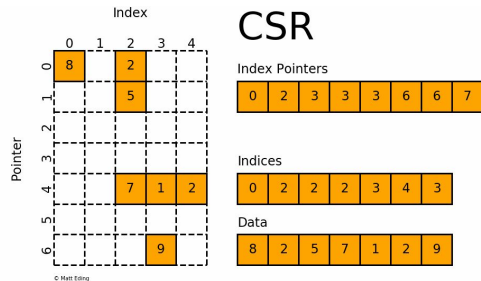 Index
CSR
0 1 2 3 4
0 8 2
Index Pointers
1 5
0 2 3 3 3 6 6 7
2
3
Pointer
Indices
4 7 1 2
0 2 2 2 3 4 3
5
Data
6 9
8 2 5 7 1 2 9
© Matt Eding